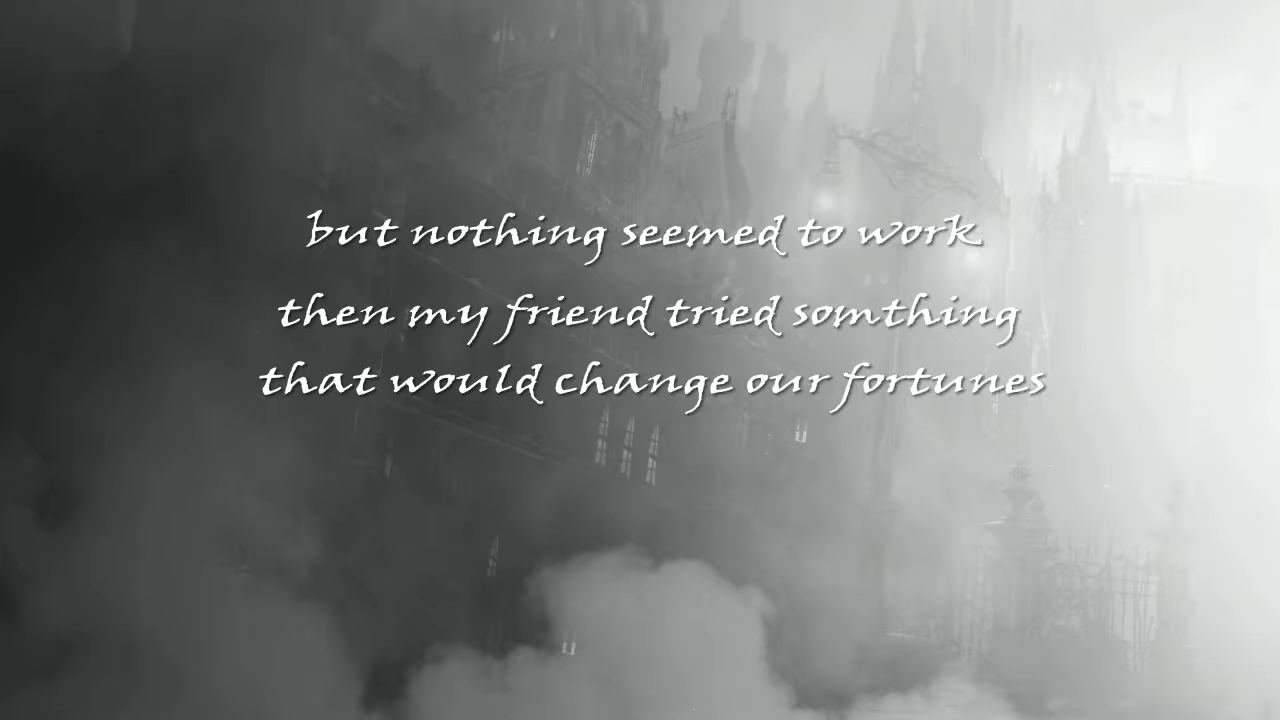 but nothing seemed to work
then my friend tried somthing
that would change our fortunes